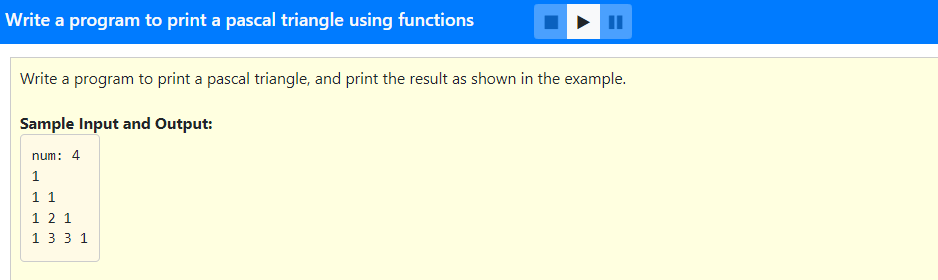 Write a program to print a pascal triangle using functions
Write a program to print a pascal triangle, and print the result as shown in the example.
Sample Input and Output:
num: 4
1
1 1
1 2 1
1 3 3 1